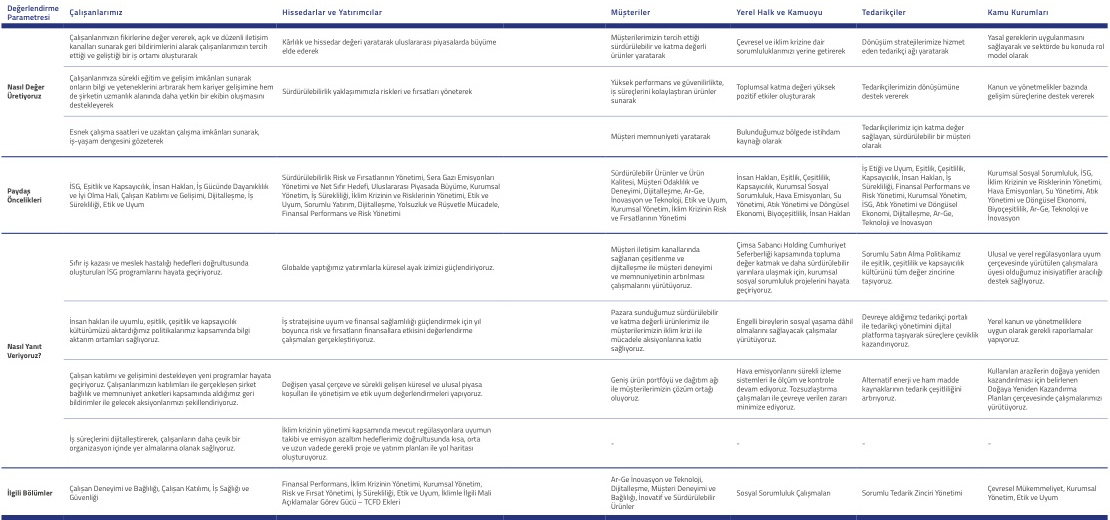 Değerlendirme
Parametresi
Çalışanlarımız
Hissedarlar ve Yatırımcılar
Müşteriler
Yerel Halk ve Kamuoyu
Tedarikçiler
Kamu Kurumları
Nasıl Değer
Üretiyoruz
Çalışanlarımızın fikirlerine değer vererek, açık ve düzenli iletişim
kanalları sunarak geri bildirimlerini alarak çalışanlarımızın tercih
ettiği ve geliştiği bir iş ortamı oluşturarak
Kârlılık ve hissedar değeri yaratarak uluslararası piyasalarda büyüme
elde ederek
Müşterilerimizin tercih ettiği
sürdürülebilir ve katma değerli
ürünler yaratarak
Çevresel ve iklim krizine dair
sorumluluklarımızı yerine getirerek
Dönüşüm stratejilerimize hizmet
eden tedarikçi ağı yaratarak
Yasal gereklerin uygulanmasını
sağlayarak ve sektörde bu konuda rol
model olarak
Çalışanlarımıza sürekli eğitim ve gelişim imkânları sunarak
onların bilgi ve yeteneklerini artırarak hem kariyer gelişimine hem
de şirketin uzmanlık alanında daha yetkin bir ekibin oluşmasını
destekleyerek
Sürdürülebilirlik yaklaşımımızla riskleri ve fırsatları yöneterek
Yüksek performans ve güvenilirlikte,
iş süreçlerini kolaylaştıran ürünler
sunarak
Toplumsal katma değeri yüksek
pozitif etkiler oluşturarak
Tedarikçilerimizin dönüşümüne
destek vererek
Kanun ve yönetmelikler bazında
gelişim süreçlerine destek vererek
Esnek çalışma saatleri ve uzaktan çalışma imkânları sunarak,
iş-yaşam dengesini gözeterek
Müşteri memnuniyeti yaratarak
Bulunduğumuz bölgede istihdam
kaynağı olarak
Tedarikçilerimiz için katma değer
sağlayan, sürdürülebilir bir müşteri
olarak
Paydaş
Öncelikleri
İSG, Eşitlik ve Kapsayıcılık, İnsan Hakları, İş Gücünde Dayanıklılık
ve İyi Olma Hali, Çalışan Katılımı ve Gelişimi, Dijitalleşme, İş
Sürekliliği, Etik ve Uyum
Sürdürülebilirlik Risk ve Fırsatlarının Yönetimi, Sera Gazı Emisyonları
Yönetimi ve Net Sıfır Hedefi, Uluslararası Piyasada Büyüme, Kurumsal
Yönetim, İş Sürekliliği, İklim Krizinin ve Risklerinin Yönetimi, Etik ve
Uyum, Sorumlu Yatırım, Dijitalleşme, Yolsuzluk ve Rüşvetle Mücadele,
Finansal Performans ve Risk Yönetimi
Sürdürülebilir Ürünler ve Ürün
Kalitesi, Müşteri Odaklılık ve
Deneyimi, Dijitalleşme, Ar-Ge,
İnovasyon ve Teknoloji, Etik ve Uyum,
Kurumsal Yönetim, İklim Krizinin Risk
ve Fırsatlarının Yönetimi
İnsan Hakları, Eşitlik, Çeşitlilik,
Kapsayıcılık, Kurumsal Sosyal
Sorumluluk, Hava Emisyonları, Su
Yönetimi, Atık Yönetimi ve Döngüsel
Ekonomi, Biyoçeşitlilik, İnsan Hakları
İş Etiği ve Uyum, Eşitlik, Çeşitlilik,
Kapsayıcılık, İnsan Hakları, İş
Sürekliliği, Finansal Performans ve
Risk Yönetimi, Kurumsal Yönetim,
İSG, Atık Yönetimi ve Döngüsel
Ekonomi, Dijitalleşme, Ar-Ge,
Teknoloji ve İnovasyon
Kurumsal Sosyal Sorumluluk, İSG,
İklim Krizinin ve Risklerinin Yönetimi,
Hava Emisyonları, Su Yönetimi, Atık
Yönetimi ve Döngüsel Ekonomi,
Biyoçeşitlilik, Ar-Ge, Teknoloji ve
İnovasyon
Nasıl Yanıt
Veriyoruz?
Sıfır iş kazası ve meslek hastalığı hedefleri doğrultusunda
oluşturulan İSG programlarını hayata geçiriyoruz.
Globalde yaptığımız yatırımlarla küresel ayak izimizi güçlendiriyoruz.
Müşteri iletişim kanallarında
sağlanan çeşitlenme ve
dijitalleşme ile müşteri deneyimi
ve memnuniyetinin artırılması
çalışmaları yürütüyoruz.
Çimsa Sabancı Holding Cumhuriyet
Seferberliği kapsamında topluma
değer katmak ve daha sürdürülebilir
yarınlara ulaşmak için, kurumsal
sosyal sorumluluk projelerini hayata
geçiriyoruz.
Sorumlu Satın Alma Politikamız
ile eşitlik, çeşitlilik ve kapsayıcılık
kültürünü tüm değer zincirine
taşıyoruz.
Ulusal ve yerel regülasyonlara uyum
çerçevesinde yürütülen çalışmalara
üyesi olduğumuz inisiyatifler aracılığı
destek sağlıyoruz.
İnsan hakları ile uyumlu, eşitlik, çeşitlilik ve kapsayıcılık
kültürümüzü aktardığımız politikalarımız kapsamında bilgi
aktarım ortamları sağlıyoruz.
İş stratejisine uyum ve finansal sağlamlığı güçlendirmek için yıl
boyunca risk ve fırsatların finansallara etkisini değerlendirme
çalışmaları gerçekleştiriyoruz.
Pazara sunduğumuz sürdürülebilir
ve katma değerli ürünlerimiz ile
müşterilerimizin iklim krizi ile
mücadele aksiyonlarına katkı
sağlıyoruz.
Engelli bireylerin sosyal yaşama dâhil
olmalarını sağlayacak çalışmalar
yürütüyoruz.
Devreye aldığımız tedarikçi portalı
ile tedarikçi yönetimini dijital
platforma taşıyarak süreçlere çeviklik
kazandırıyoruz.
Yerel kanun ve yönetmeliklere
uygun olarak gerekli raporlamalar
yapıyoruz.
Çalışan katılımı ve gelişimini destekleyen yeni programlar hayata
geçiriyoruz. Çalışanlarımızın katılımları ile gerçekleşen şirket
bağlılık ve memnuniyet anketleri kapsamında aldığımız geri
bildirimler ile gelecek aksiyonlarımızı şekillendiriyoruz.
Değişen yasal çerçeve ve sürekli gelişen küresel ve ulusal piyasa
koşulları ile yönetişim ve etik uyum değerlendirmeleri yapıyoruz.
Geniş ürün portföyü ve dağıtım ağı
ile müşterilerimizin çözüm ortağı
oluyoruz.
Hava emisyonlarını sürekli izleme
sistemleri ile ölçüm ve kontrole
devam ediyoruz. Tozsuzlaştırma
çalışmaları ile çevreye verilen zararı
minimize ediyoruz.
Alternatif enerji ve ham madde
kaynaklarının tedarik çeşitliliğini
artırıyoruz.
Kullanılan arazilerin doğaya yeniden
kazandırılması için belirlenen
Doğaya Yeniden Kazandırma
Planları çerçevesinde çalışmalarımızı
yürütüyoruz.
İş süreçlerini dijitalleştirerek, çalışanların daha çevik bir
organizasyon içinde yer almalarına olanak sağlıyoruz.
İklim krizinin yönetimi kapsamında mevcut regülasyonlara uyumun
takibi ve emisyon azaltım hedeflerimiz doğrultusunda kısa, orta
ve uzun vadede gerekli proje ve yatırım planları ile yol haritası
oluşturuyoruz.
-
-
-
-
İlgili Bölümler
Çalışan Deneyimi ve Bağlılığı, Çalışan Katılımı, İş Sağlığı ve
Güvenliği
Finansal Performans, İklim Krizinin Yönetimi, Kurumsal Yönetim,
Risk ve Fırsat Yönetimi, İş Sürekliliği, Etik ve Uyum, İklimle İlgili Mali
Açıklamalar Görev Gücü – TCFD Ekleri
Ar-Ge İnovasyon ve Teknoloji,
Dijitalleşme, Müşteri Deneyimi ve
Bağlılığı, İnovatif ve Sürdürülebilir
Ürünler
Sosyal Sorumluluk Çalışmaları
Sorumlu Tedarik Zinciri Yönetimi
Çevresel Mükemmeliyet, Kurumsal
Yönetim, Etik ve Uyum